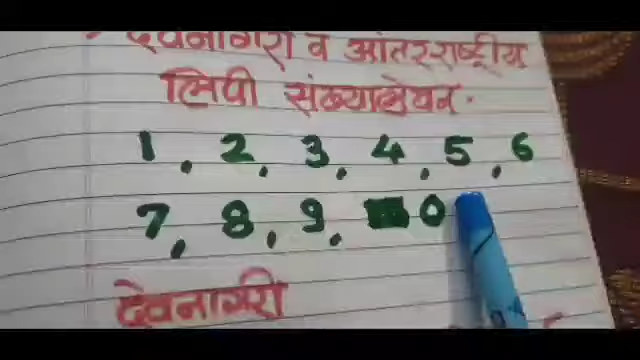 देवनागरी व आंतरराष्ट्रीय
लिपी संख्यालेखन.
1, 2, 3, 4, 5, 6
7, 8, 9, 0
देवनागरी